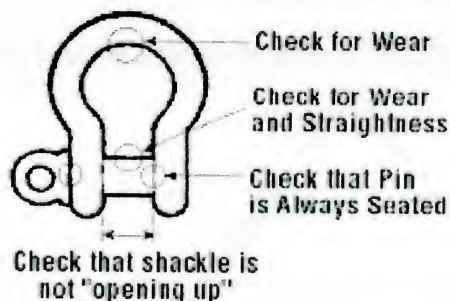 Check for Wear
Check for Wear
and Straightness
Check that Pin
is Always Seated
Check that shackle is
not "opening up"